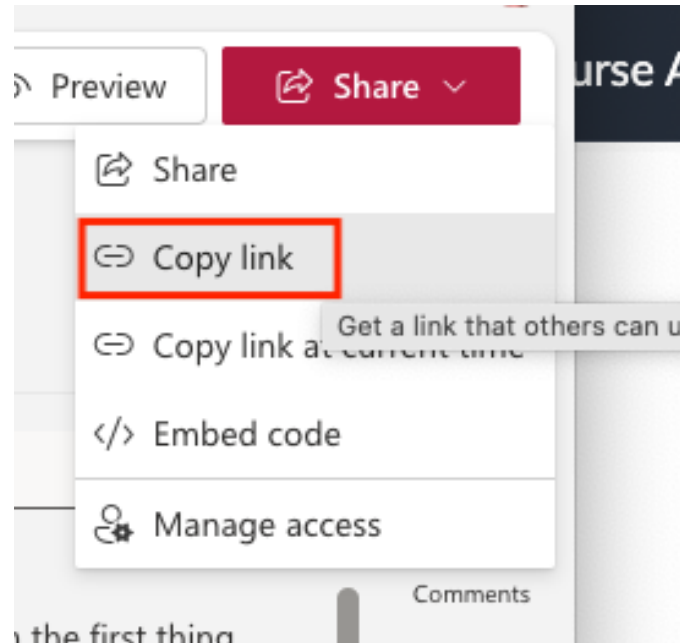 Preview
Share
urse A
Share
Copy link
Get a link that others can u
Copy link at current time
</> Embed code
Manage access
Comments
the first thing